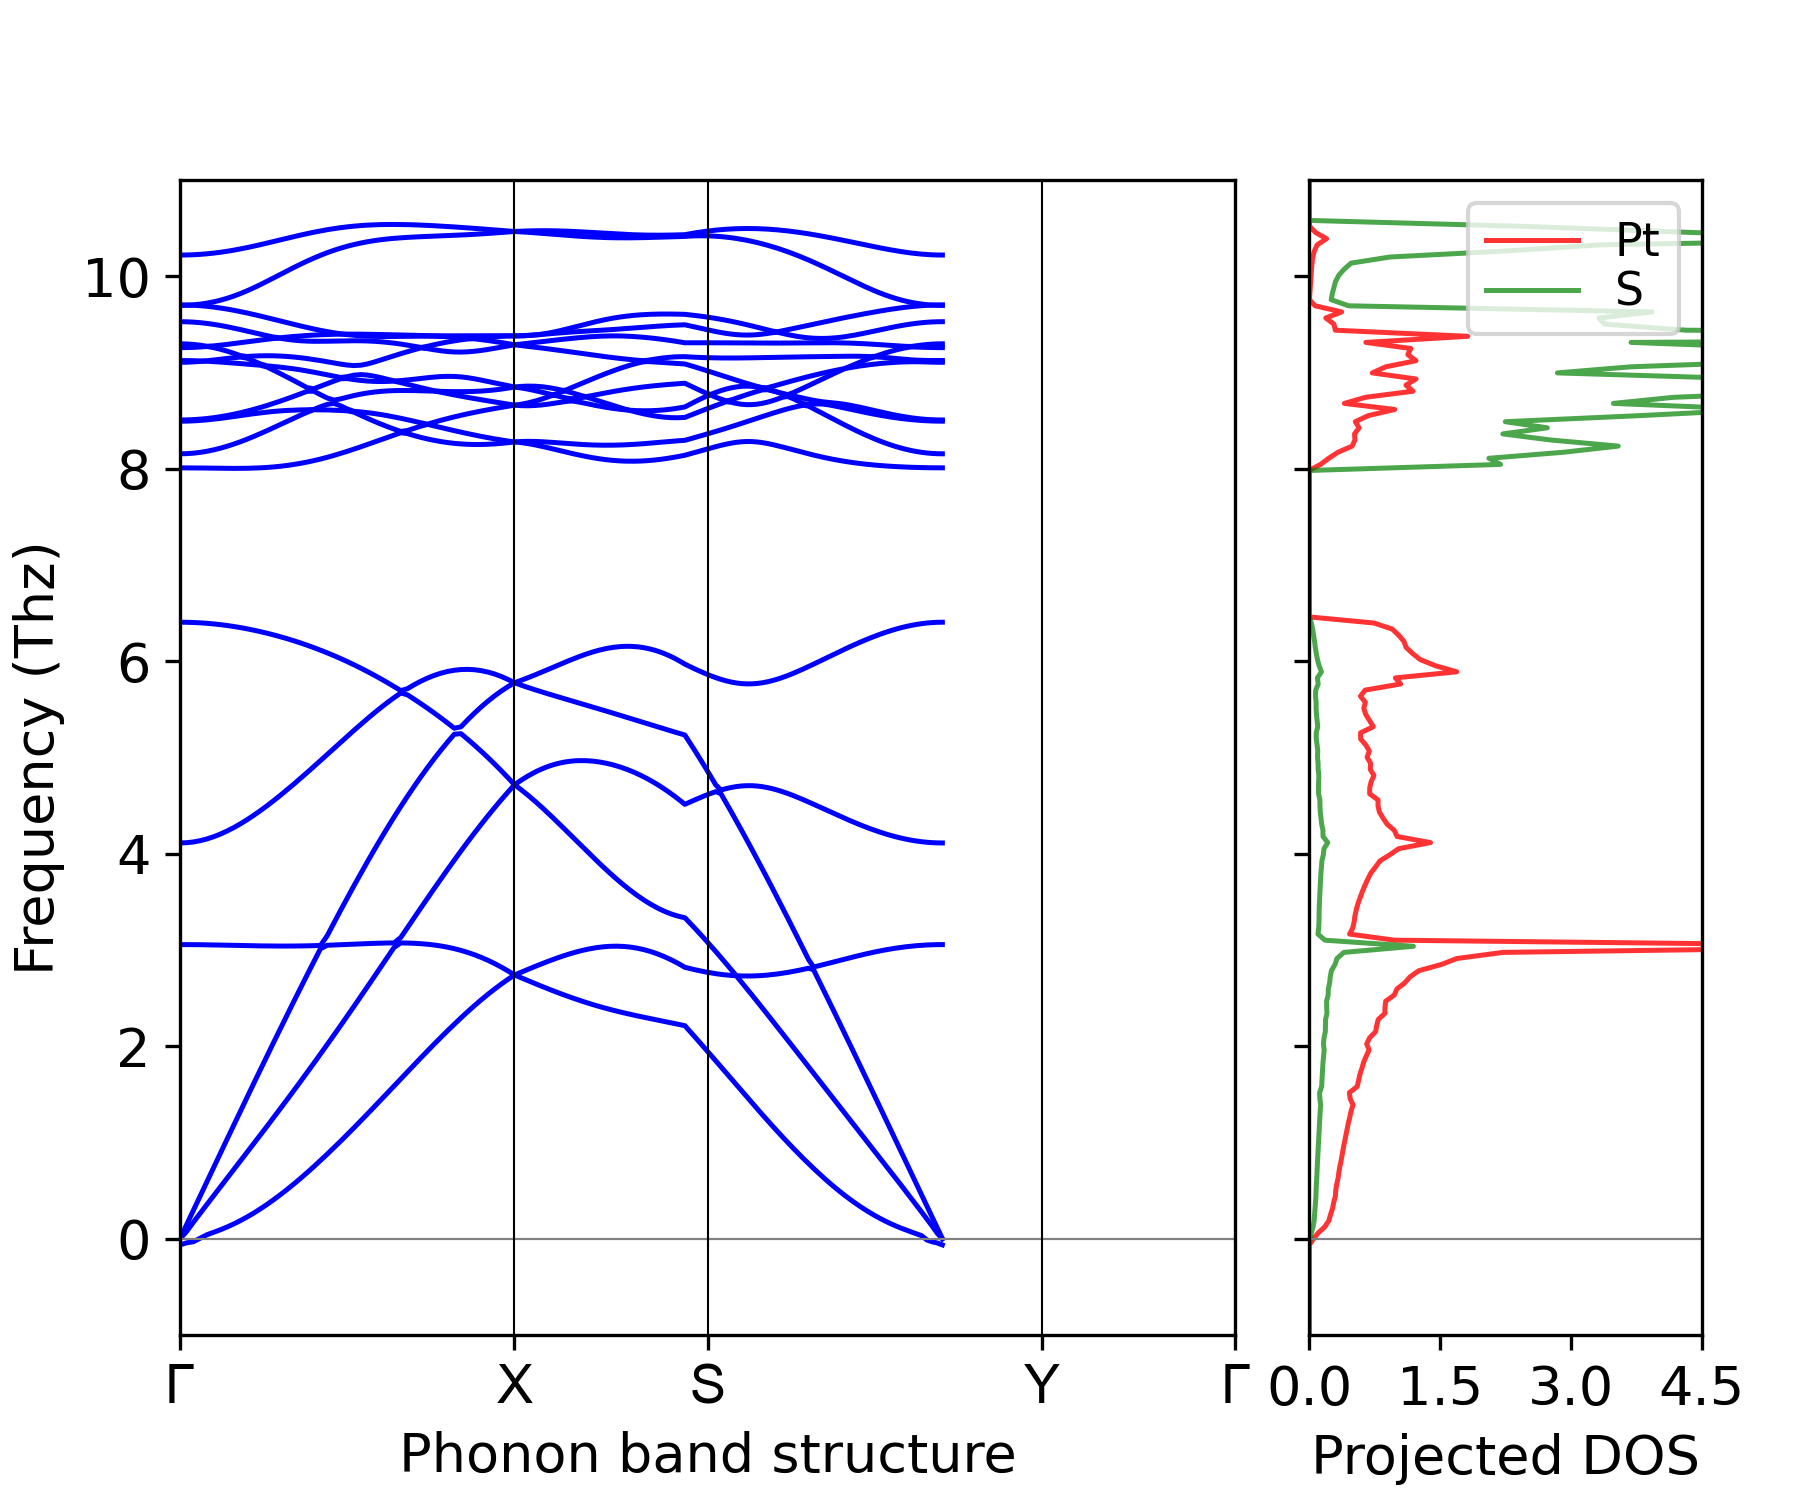 Frequency (Thz)
10
8
6
4
2
0
Γ X S Y Γ
Phonon band structure
Pt
S
0.0 1.5 3.0 4.5
Projected DOS